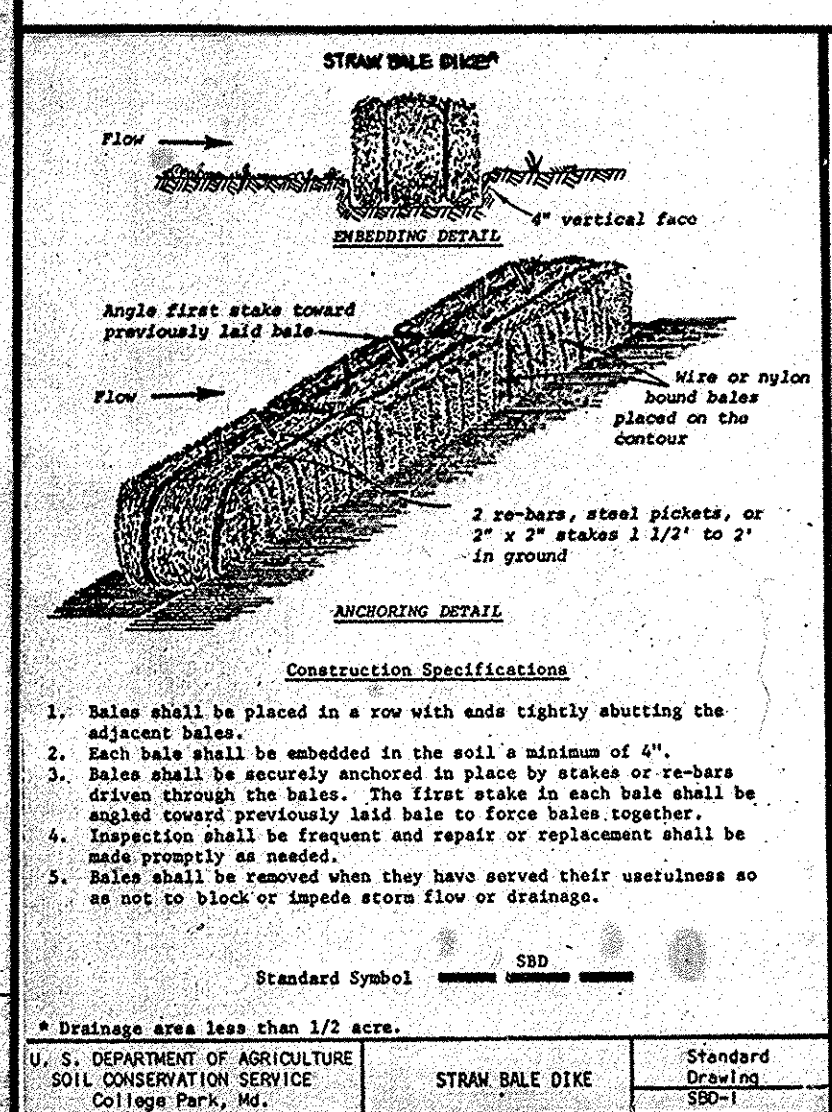 STRAW BALE DIKE*
Flow
4" vertical face
EMBEDDING DETAIL
Angle first stake toward
previously laid bale
Flow
Wire or nylon
bound bales
placed on the
contour
2 re-bars, steel pickets, or
2" x 2" stakes 1 1/2' to 2'
in ground
ANCHORING DETAIL
Construction Specifications
1. Bales shall be placed in a row with ends tightly abutting the
adjacent bales.
2. Each bale shall be embedded in the soil a minimum of 4".
3. Bales shall be securely anchored in place by stakes or re-bars
driven through the bales. The first stake in each bale shall be
angled toward previously laid bale to force bales together.
4. Inspection shall be frequent and repair or replacement shall be
made promptly as needed.
5. Bales shall be removed when they have served their usefulness so
as not to block or impede storm flow or drainage.
SBD
Standard Symbol
* Drainage area less than 1/2 acre.
U. S. DEPARTMENT OF AGRICULTURE
SOIL CONSERVATION SERVICE
College Park, Md.
STRAW BALE DIKE
Standard
Drawing
SBD-1